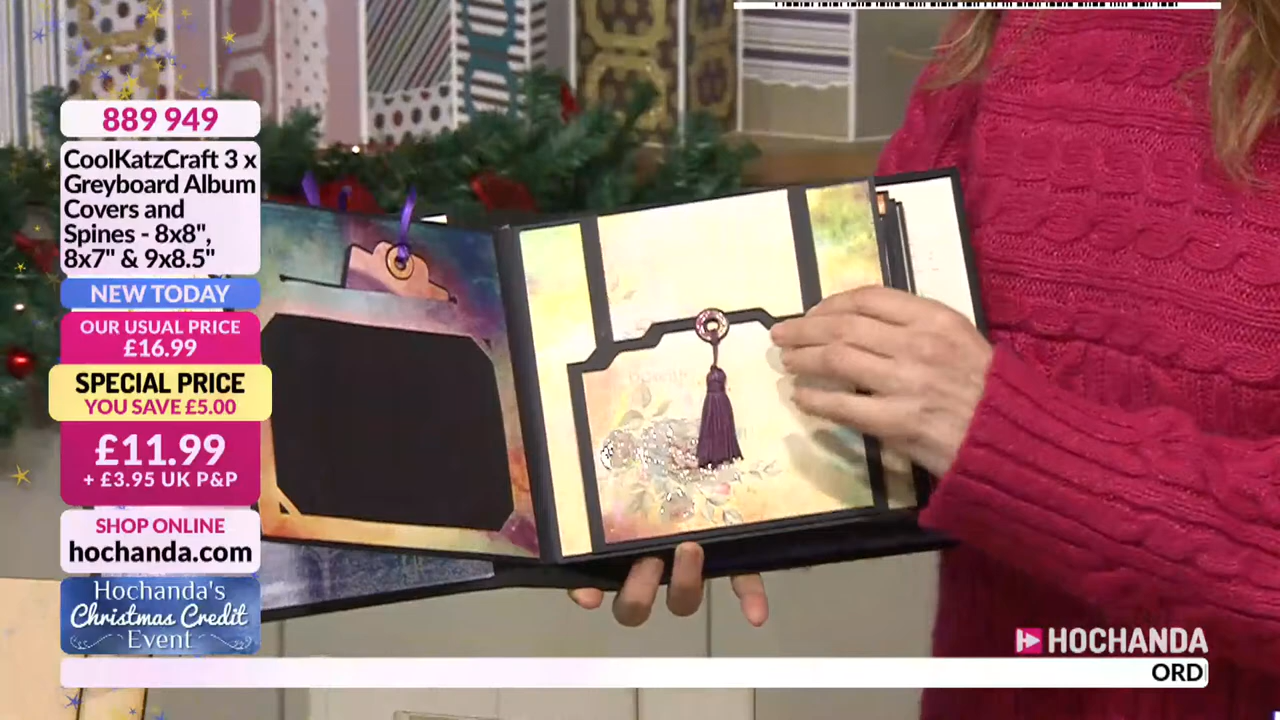 889 949
CoolKatzCraft 3 x
Greyboard Album
Covers and
Spines - 8x8",
8x7" & 9x8.5"
NEW TODAY
OUR USUAL PRICE
£16.99
SPECIAL PRICE
YOU SAVE £5.00
£11.99
+ £3.95 UK P&P
SHOP ONLINE
hochanda.com
Hochanda's
Christmas Credit
Event
HOCHANDA
ORD